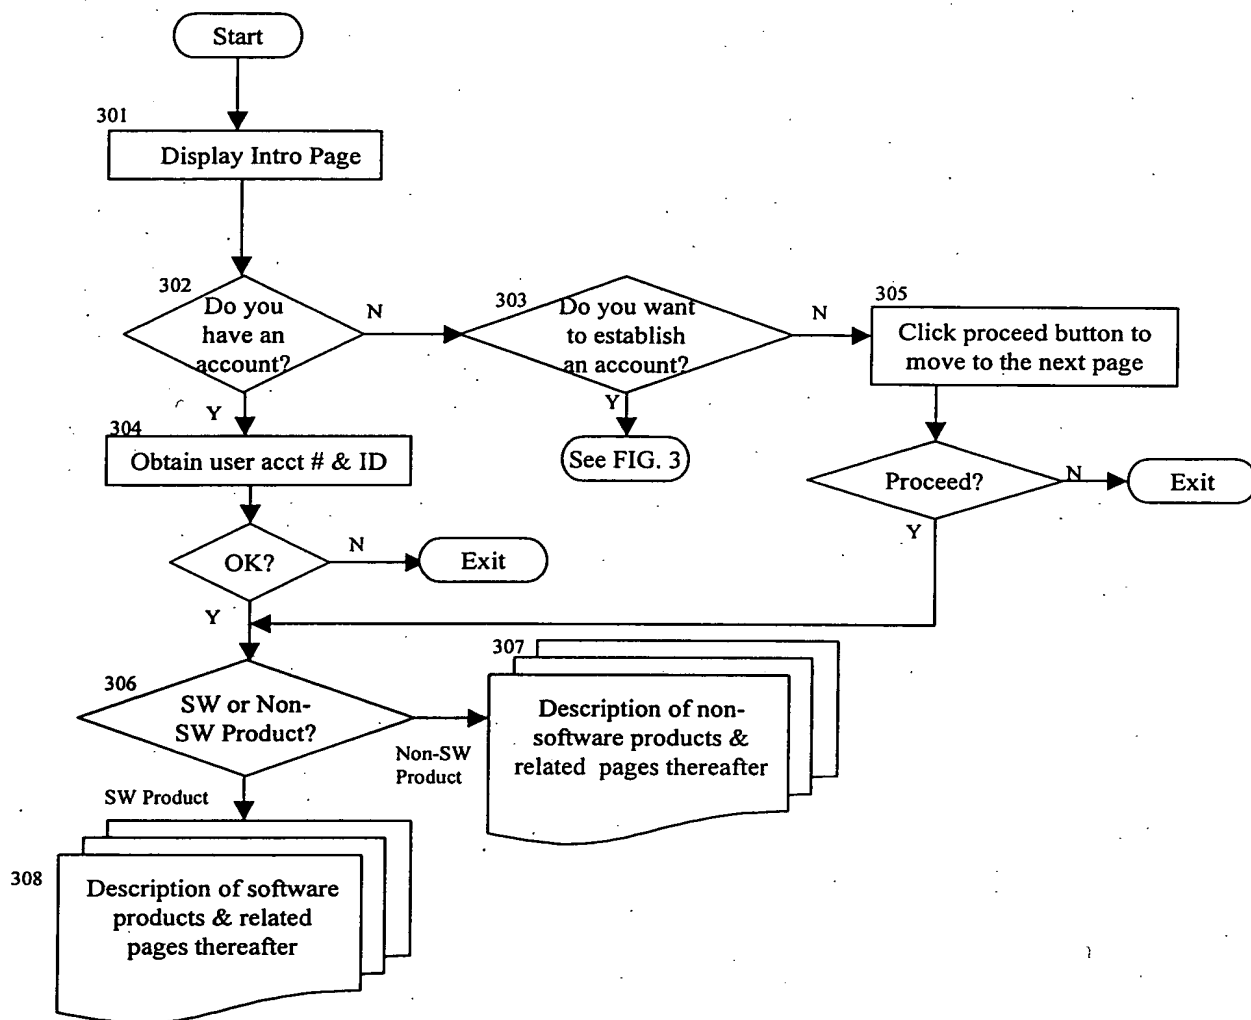 Start
301
Display Intro Page
302
Do you
have an
account?
N
303
Do you want
to establish
an account?
N
305
Click proceed button to
move to the next page
Y
304
Obtain user acct # & ID
Y
See FIG. 3
Proceed?
N
Exit
Y
OK?
N
Exit
Y
306
SW or Non-
SW Product?
Non-SW
Product
307
Description of non-
software products &
related pages thereafter
SW Product
308
Description of software
products & related
pages thereafter